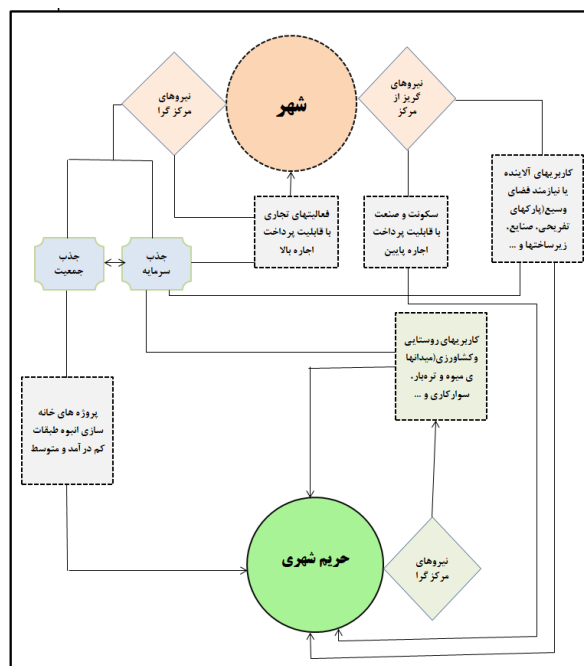 شهر
نیروهای
گریز از
مرکز
نیروهای
مرکز گرا
کاربریهای آلاینده
یا نیازمند فضای
وسیع(پارکهای
تفریحی، صنایع،
زیرساختها و ...
سکونت و صنعت
با قابلیت پرداخت
اجاره پایین
فعالیتهای تجاری
با قابلیت پرداخت
اجاره بالا
جذب
سرمایه
جذب
جمعیت
کاربریهای روستایی
وکشاورزی(میدانها
ی میوه و تره‌بار،
سوارکاری و ...
پروژه های خانه
سازی انبوه طبقات
کم در آمد و متوسط
حریم شهری
نیروهای
مرکز گرا